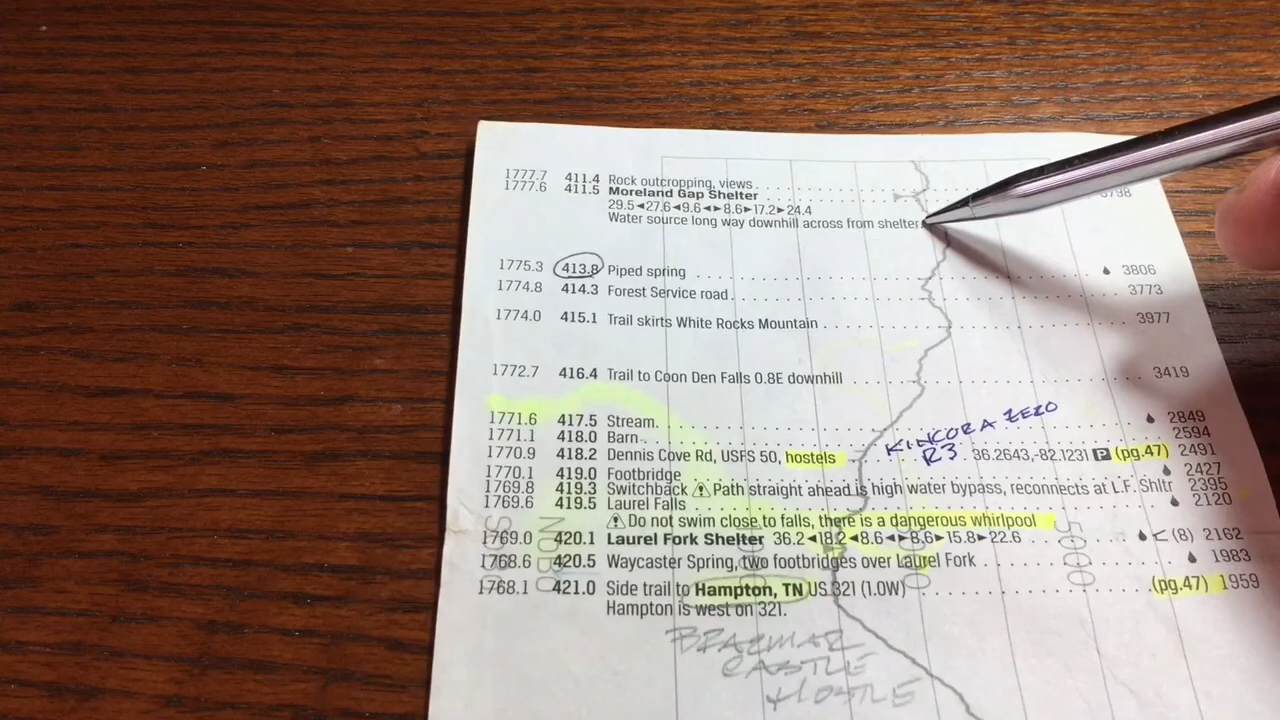 1777.7 411.4 Rock outcropping, views
1777.6 411.5 Moreland Gap Shelter 3798
29.5◄27.6◄9.6◄►8.6►17.2►24.4
Water source long way downhill across from shelter.
1775.3 413.8 Piped spring 3806
1774.8 414.3 Forest Service road 3773
1774.0 415.1 Trail skirts White Rocks Mountain 3977
1772.7 416.4 Trail to Coon Den Falls 0.8E downhill 3419
1771.6 417.5 Stream. 2849
1771.1 418.0 Barn 2594
KINCORA ZERO
R3
1770.9 418.2 Dennis Cove Rd, USFS 50, hostels 36.2643,-82.1231 P (pg.47) 2491
1770.1 419.0 Footbridge 2427
1769.8 419.3 Switchback ⚠Path straight ahead is high water bypass, reconnects at L.F. Shltr 2395
1769.6 419.5 Laurel Falls 2120
⚠Do not swim close to falls, there is a dangerous whirlpool
SOBO NOBO 1000 3000 5000
1769.0 420.1 Laurel Fork Shelter 36.2◄18.2◄8.6◄►8.6►15.8►22.6 (8) 2162
1768.6 420.5 Waycaster Spring, two footbridges over Laurel Fork 1983
1768.1 421.0 Side trail to Hampton, TN US 321 (1.0W) (pg.47) 1959
Hampton is west on 321.
BRAEMAR
CASTLE
HOSTLE